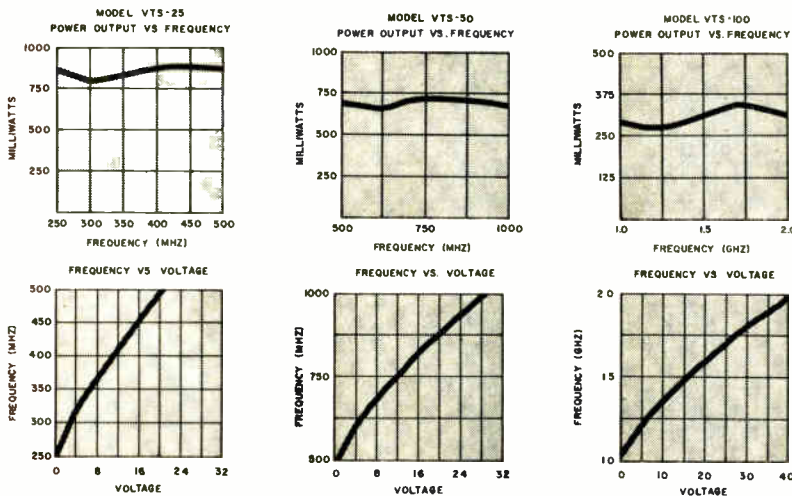 MODEL VTS-25
POWER OUTPUT VS FREQUENCY
1000
750
500
250
MILLIWATTS
250 300 350 400 450 500
FREQUENCY (MHZ)
MODEL VTS-50
POWER OUTPUT VS. FREQUENCY
1000
750
500
250
MILLIWATTS
500 750 1000
FREQUENCY (MHZ)
MODEL VTS-100
POWER OUTPUT VS. FREQUENCY
500
375
250
125
MILLIWATTS
1.0 1.5 2.0
FREQUENCY (GHZ)
FREQUENCY VS VOLTAGE
500
450
400
350
300
250
FREQUENCY (MHZ)
0 8 16 24 32
VOLTAGE
FREQUENCY VS. VOLTAGE
1000
750
500
FREQUENCY (MHZ)
0 8 16 24 32
VOLTAGE
FREQUENCY VS VOLTAGE
2 0
1 5
1 0
FREQUENCY (GHZ)
0 10 20 30 40
VOLTAGE